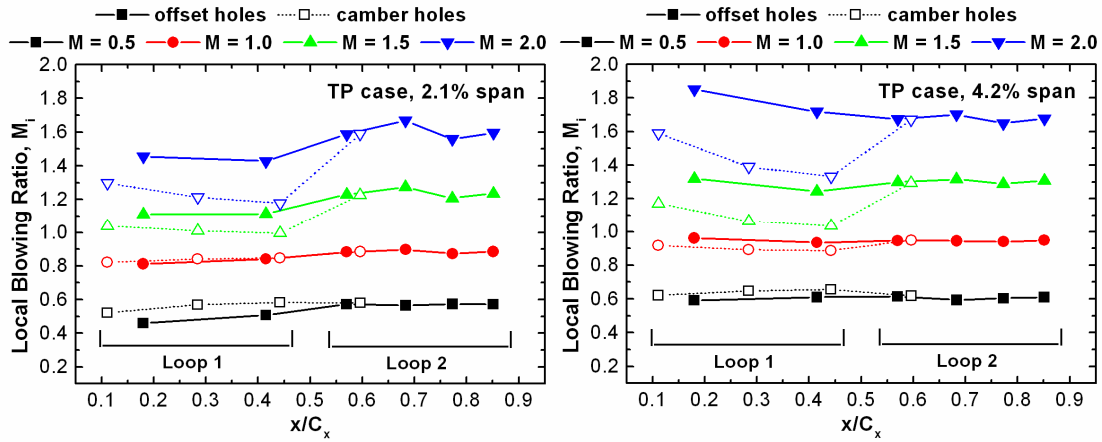 offset holes camber holes
M = 0.5 M = 1.0 M = 1.5 M = 2.0
TP case, 2.1% span
Local Blowing Ratio, Mi
2.0
1.8
1.6
1.4
1.2
1.0
0.8
0.6
0.4
0.2
Loop 1 Loop 2
0.1 0.2 0.3 0.4 0.5 0.6 0.7 0.8 0.9
x/Cx
offset holes camber holes
M = 0.5 M = 1.0 M = 1.5 M = 2.0
TP case, 4.2% span
Local Blowing Ratio, Mi
2.0
1.8
1.6
1.4
1.2
1.0
0.8
0.6
0.4
0.2
Loop 1 Loop 2
0.1 0.2 0.3 0.4 0.5 0.6 0.7 0.8 0.9
x/Cx